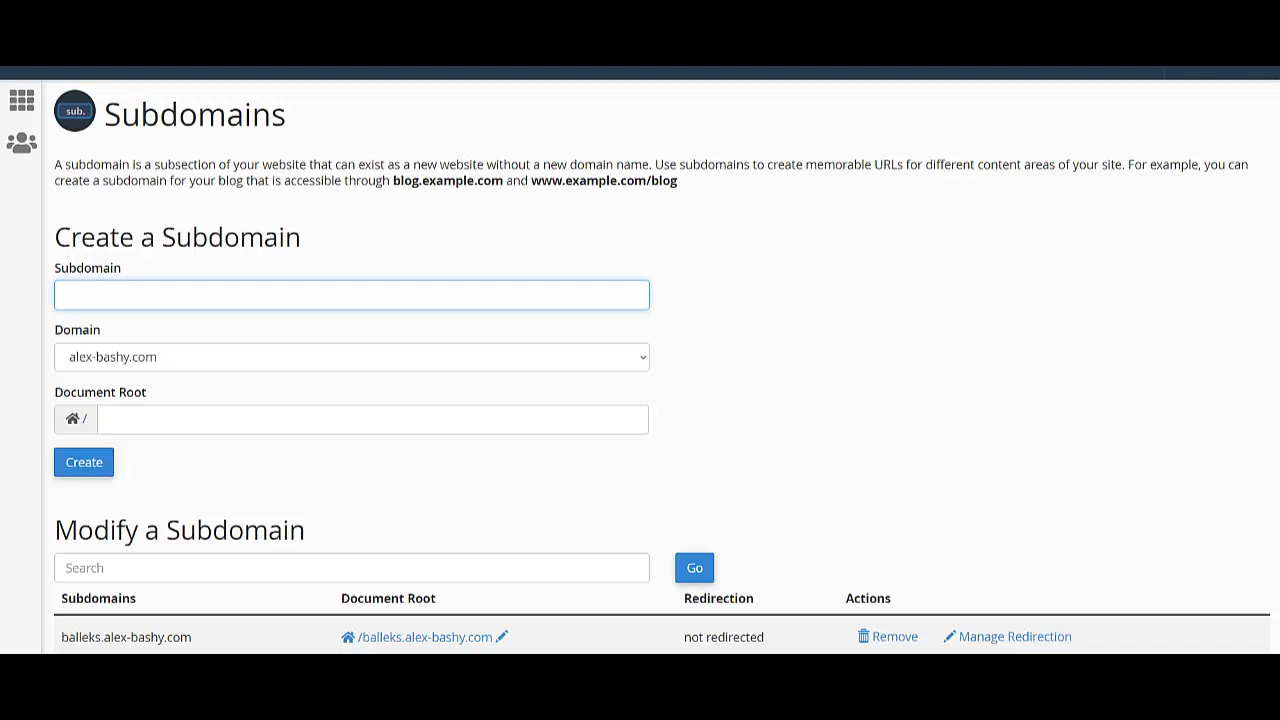 sub.
Subdomains
A subdomain is a subsection of your website that can exist as a new website without a new domain name. Use subdomains to create memorable URLs for different content areas of your site. For example, you can
create a subdomain for your blog that is accessible through blog.example.com and www.example.com/blog
Create a Subdomain
Subdomain
Domain
alex-bashy.com
Document Root
/
Create
Modify a Subdomain
Search Go
Subdomains Document Root Redirection Actions
balleks.alex-bashy.com /balleks.alex-bashy.com not redirected Remove Manage Redirection